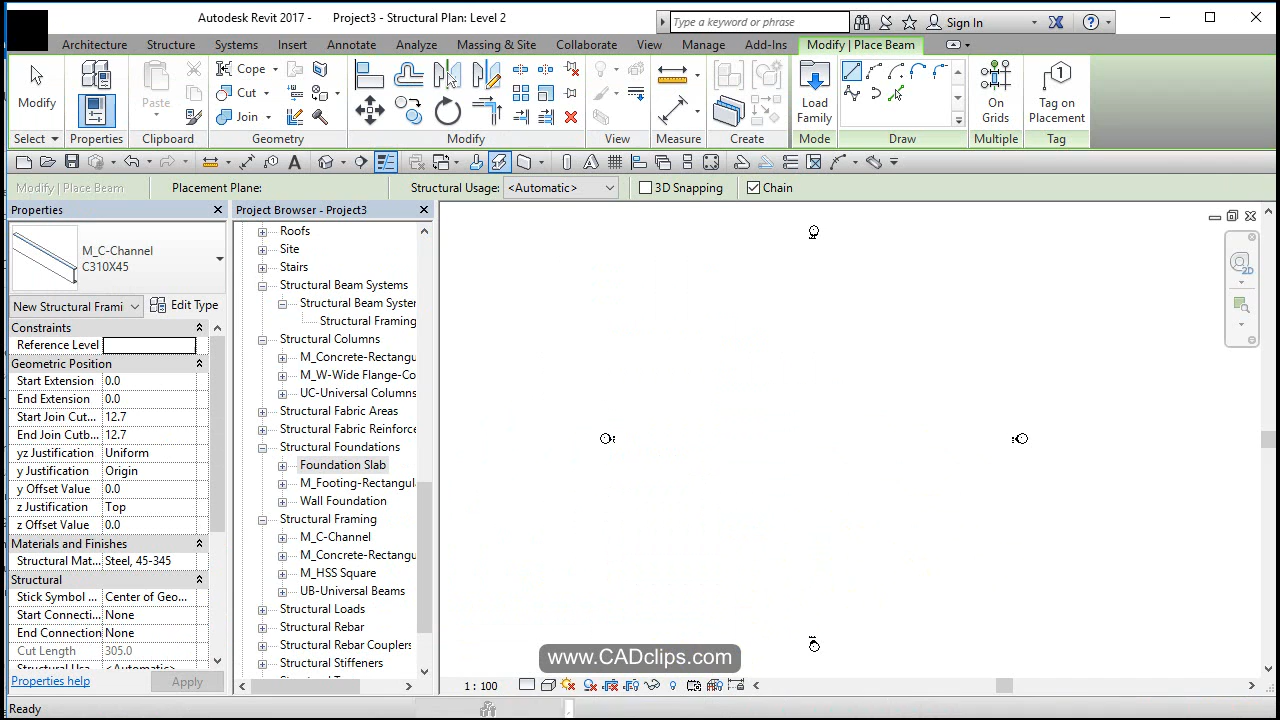 Autodesk Revit 2017 - Project3 - Structural Plan: Level 2
Type a keyword or phrase
Sign In
Architecture Structure Systems Insert Annotate Analyze Massing & Site Collaborate View Manage Add-Ins Modify | Place Beam
Modify
Properties
Paste
Cope
Cut
Join
Load Family
On Grids
Tag on Placement
1
Select Properties Clipboard Geometry Modify View Measure Create Mode Draw Multiple Tag
A
Modify | Place Beam Placement Plane: Structural Usage: <Automatic> 3D Snapping Chain
Properties
M_C-Channel
C310X45
New Structural Frami Edit Type
Constraints
Reference Level
Geometric Position
Start Extension 0.0
End Extension 0.0
Start Join Cut... 12.7
End Join Cutb... 12.7
yz Justification Uniform
y Justification Origin
y Offset Value 0.0
z Justification Top
z Offset Value 0.0
Materials and Finishes
Structural Mat... Steel, 45-345
Structural
Stick Symbol ... Center of Geo...
Start Connecti... None
End Connection None
Cut Length 305.0
Structural Usa... <Automatic>
Properties help Apply
Project Browser - Project3
Roofs
Site
Stairs
Structural Beam Systems
Structural Beam System
Structural Framing
Structural Columns
M_Concrete-Rectangu
M_W-Wide Flange-Co
UC-Universal Columns
Structural Fabric Areas
Structural Fabric Reinforce
Structural Foundations
Foundation Slab
M_Footing-Rectangul
Wall Foundation
Structural Framing
M_C-Channel
M_Concrete-Rectangu
M_HSS Square
UB-Universal Beams
Structural Loads
Structural Rebar
Structural Rebar Couplers
Structural Stiffeners
2D
www.CADclips.com
1 : 100
Ready